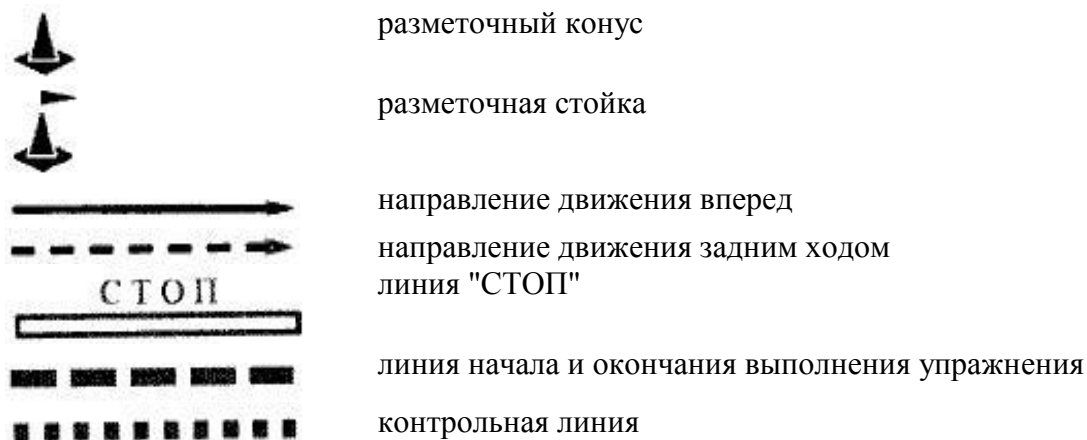 разметочный конус
разметочная стойка
направление движения вперед
направление движения задним ходом
СТОП
линия "СТОП"
линия начала и окончания выполнения упражнения
контрольная линия